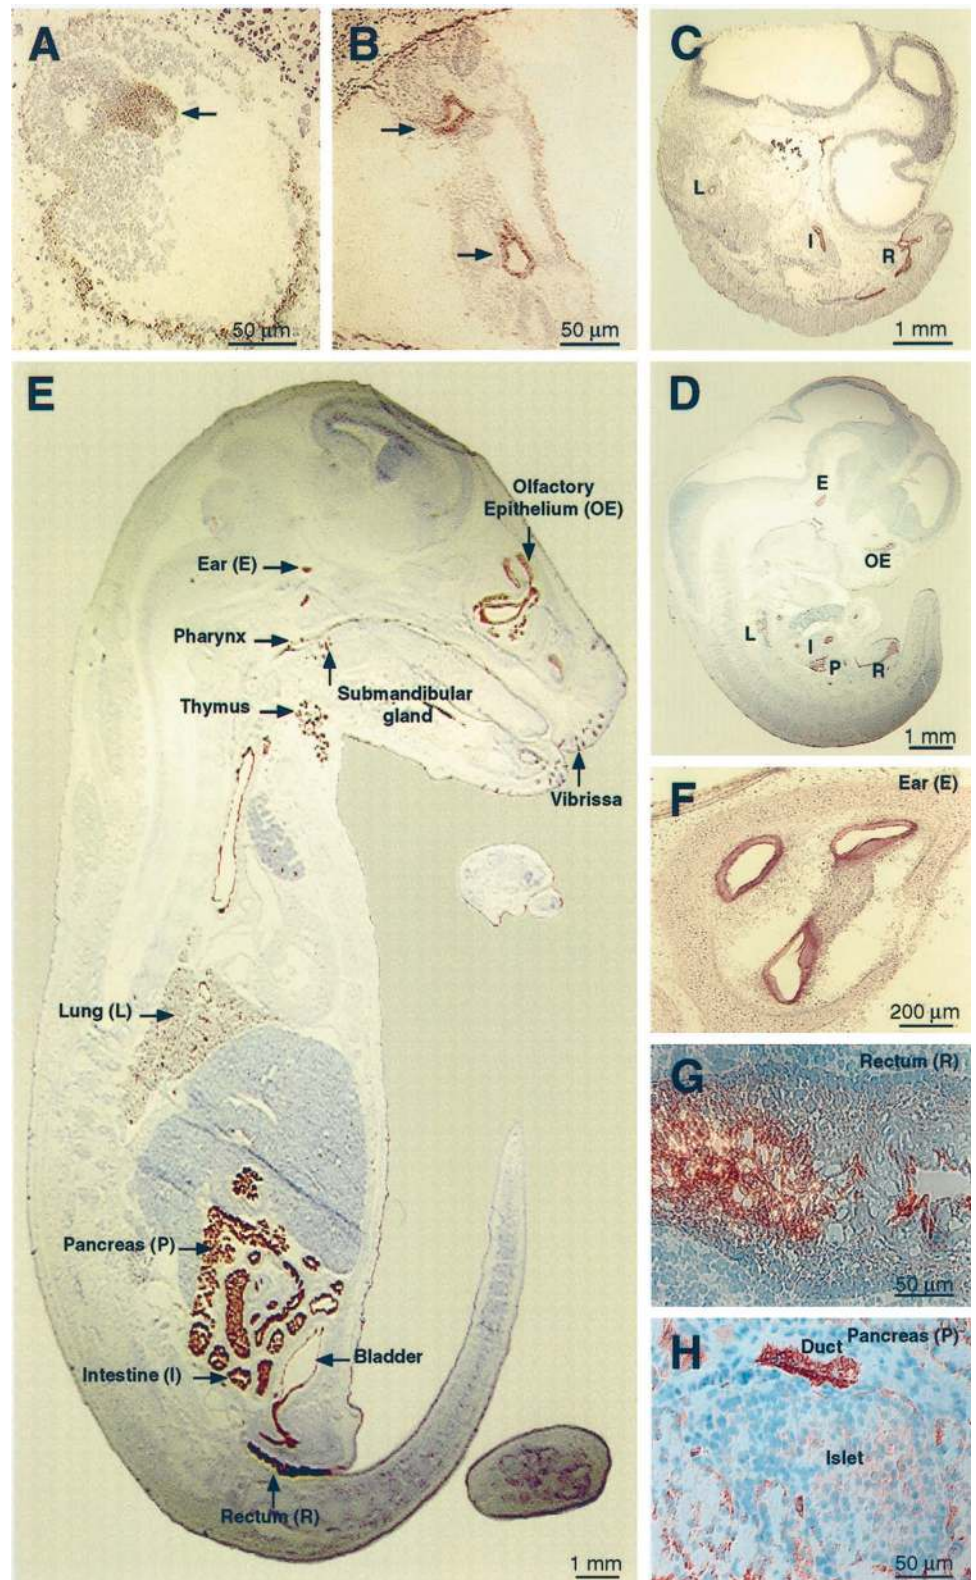 A
50 µm
B
50 µm
C
L
I
R
1 mm
D
E
OE
L
I
P
R
1 mm
E
Olfactory
Epithelium (OE)
Ear (E)
Pharynx
Submandibular
gland
Thymus
Vibrissa
Lung (L)
Pancreas (P)
Bladder
Intestine (I)
Rectum (R)
1 mm
F
Ear (E)
200 µm
G
Rectum (R)
50 µm
H
Pancreas (P)
Duct
Islet
50 µm